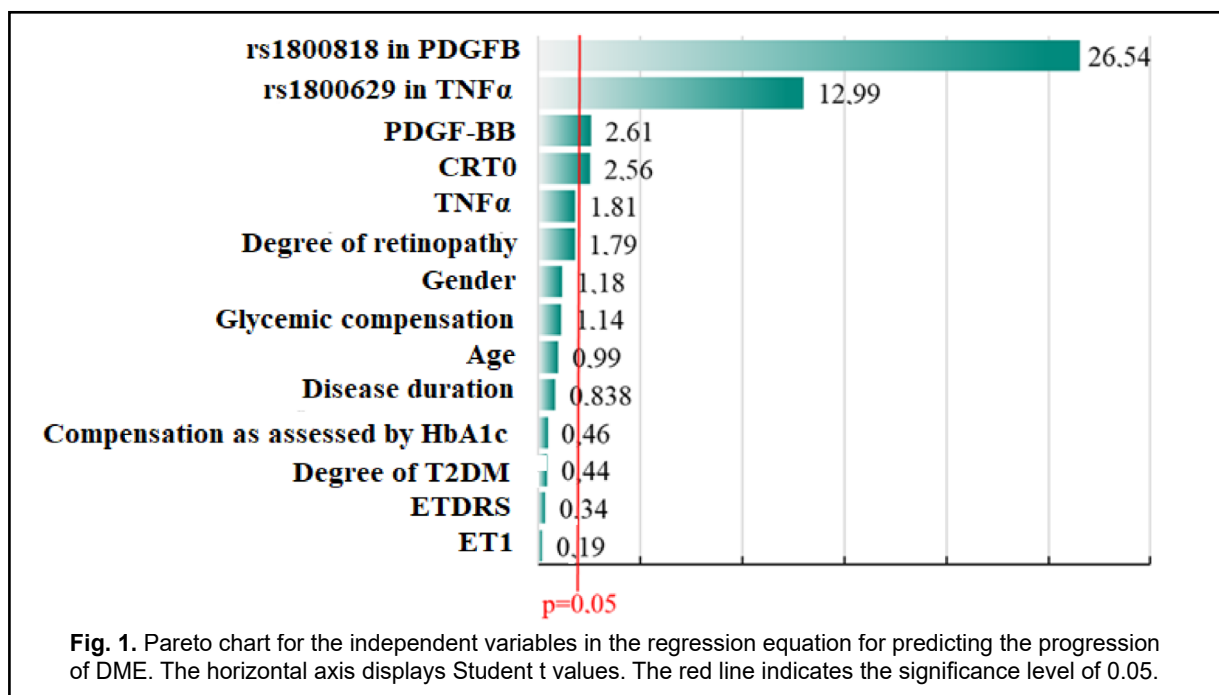 rs1800818 in PDGFB 26,54
rs1800629 in TNFα 12,99
PDGF-BB 2,61
CRT0 2,56
TNFα 1,81
Degree of retinopathy 1,79
Gender 1,18
Glycemic compensation 1,14
Age 0,99
Disease duration 0,838
Compensation as assessed by HbA1c 0,46
Degree of T2DM 0,44
ETDRS 0,34
ET1 0,19
p=0,05
Fig. 1. Pareto chart for the independent variables in the regression equation for predicting the progression
of DME. The horizontal axis displays Student t values. The red line indicates the significance level of 0.05.